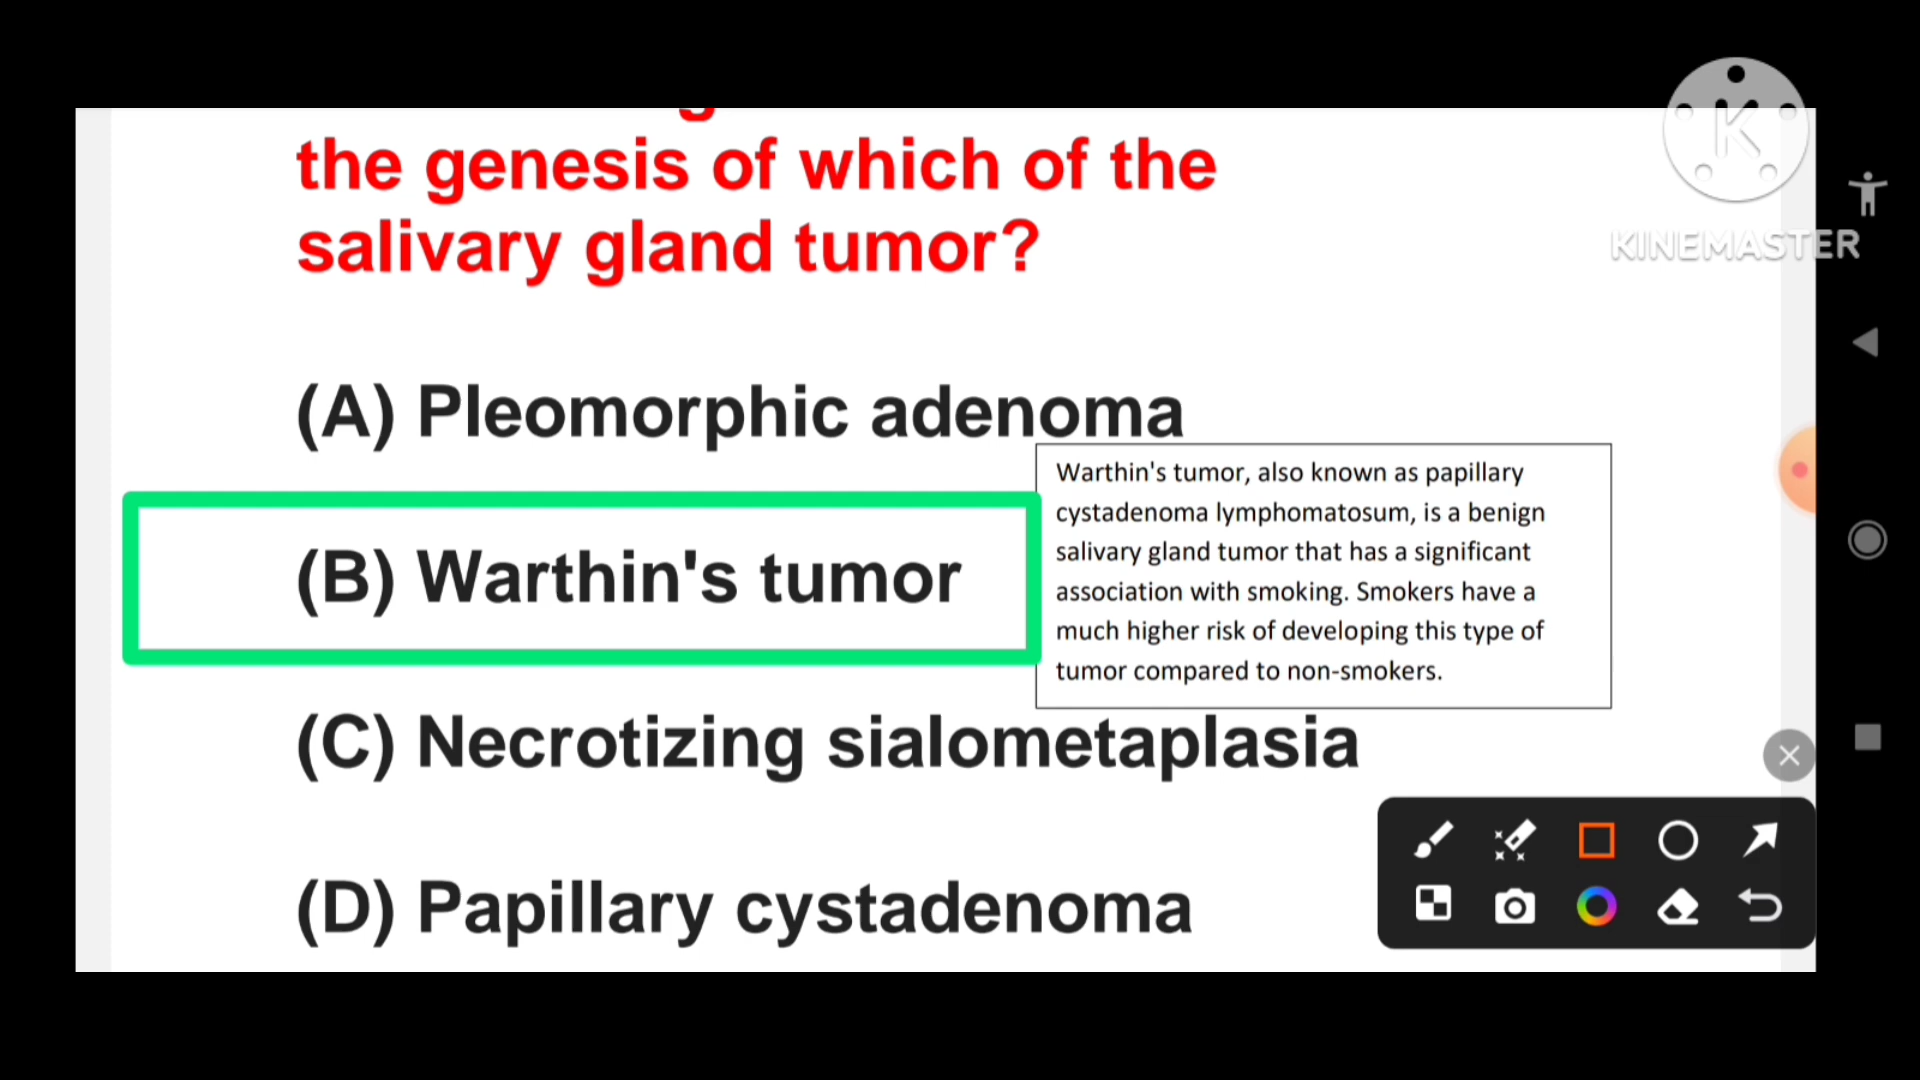 the genesis of which of the
salivary gland tumor?
(A) Pleomorphic adenoma
(B) Warthin's tumor
Warthin's tumor, also known as papillary
cystadenoma lymphomatosum, is a benign
salivary gland tumor that has a significant
association with smoking. Smokers have a
much higher risk of developing this type of
tumor compared to non-smokers.
(C) Necrotizing sialometaplasia
(D) Papillary cystadenoma
K
KINEMASTER